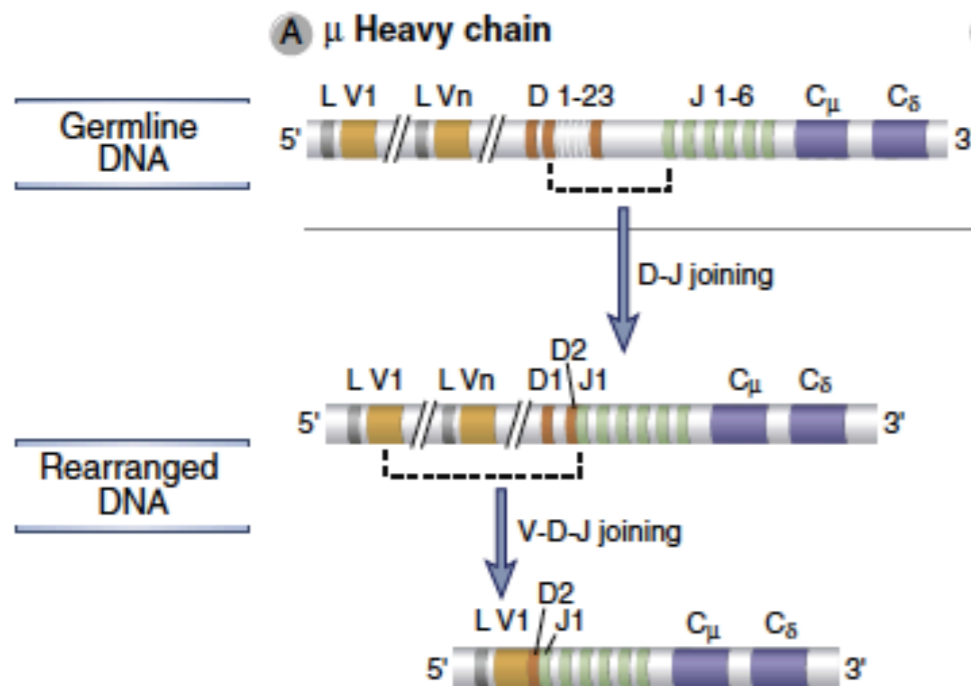 A μ Heavy chain
L V1 L Vn D 1-23 J 1-6 Cμ Cδ
Germline
DNA
5' 3'
D-J joining
D2
L V1 L Vn D1 J1 Cμ Cδ
5' 3'
Rearranged
DNA
V-D-J joining
D2
L V1 J1 Cμ Cδ
5' 3'